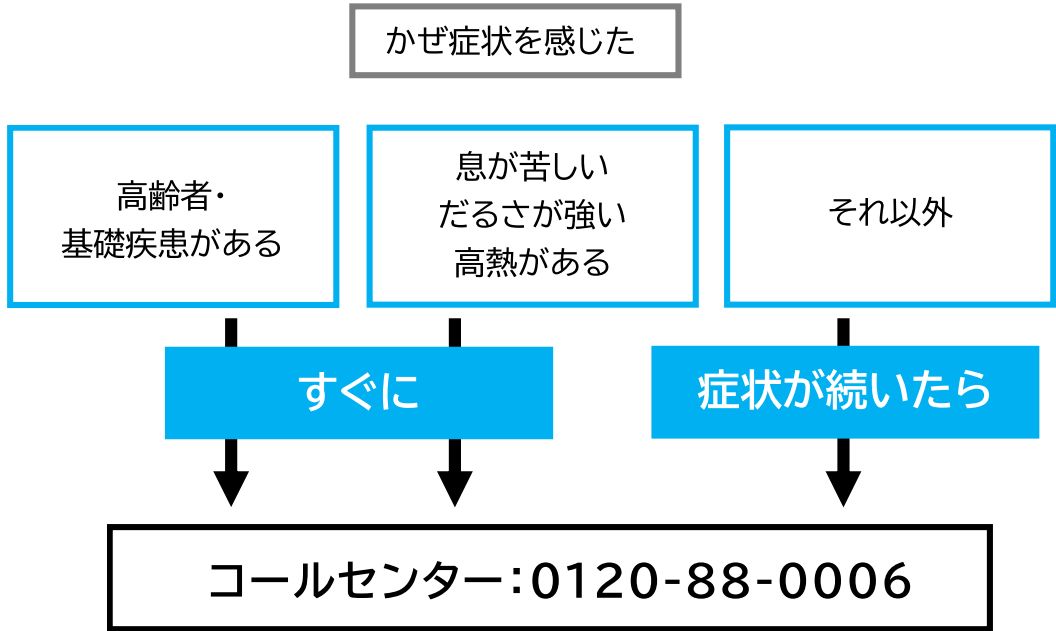 かぜ症状を感じた
高齢者・
基礎疾患がある
息が苦しい
だるさが強い
高熱がある
それ以外
すぐに
症状が続いたら
コールセンター：0120-88-0006